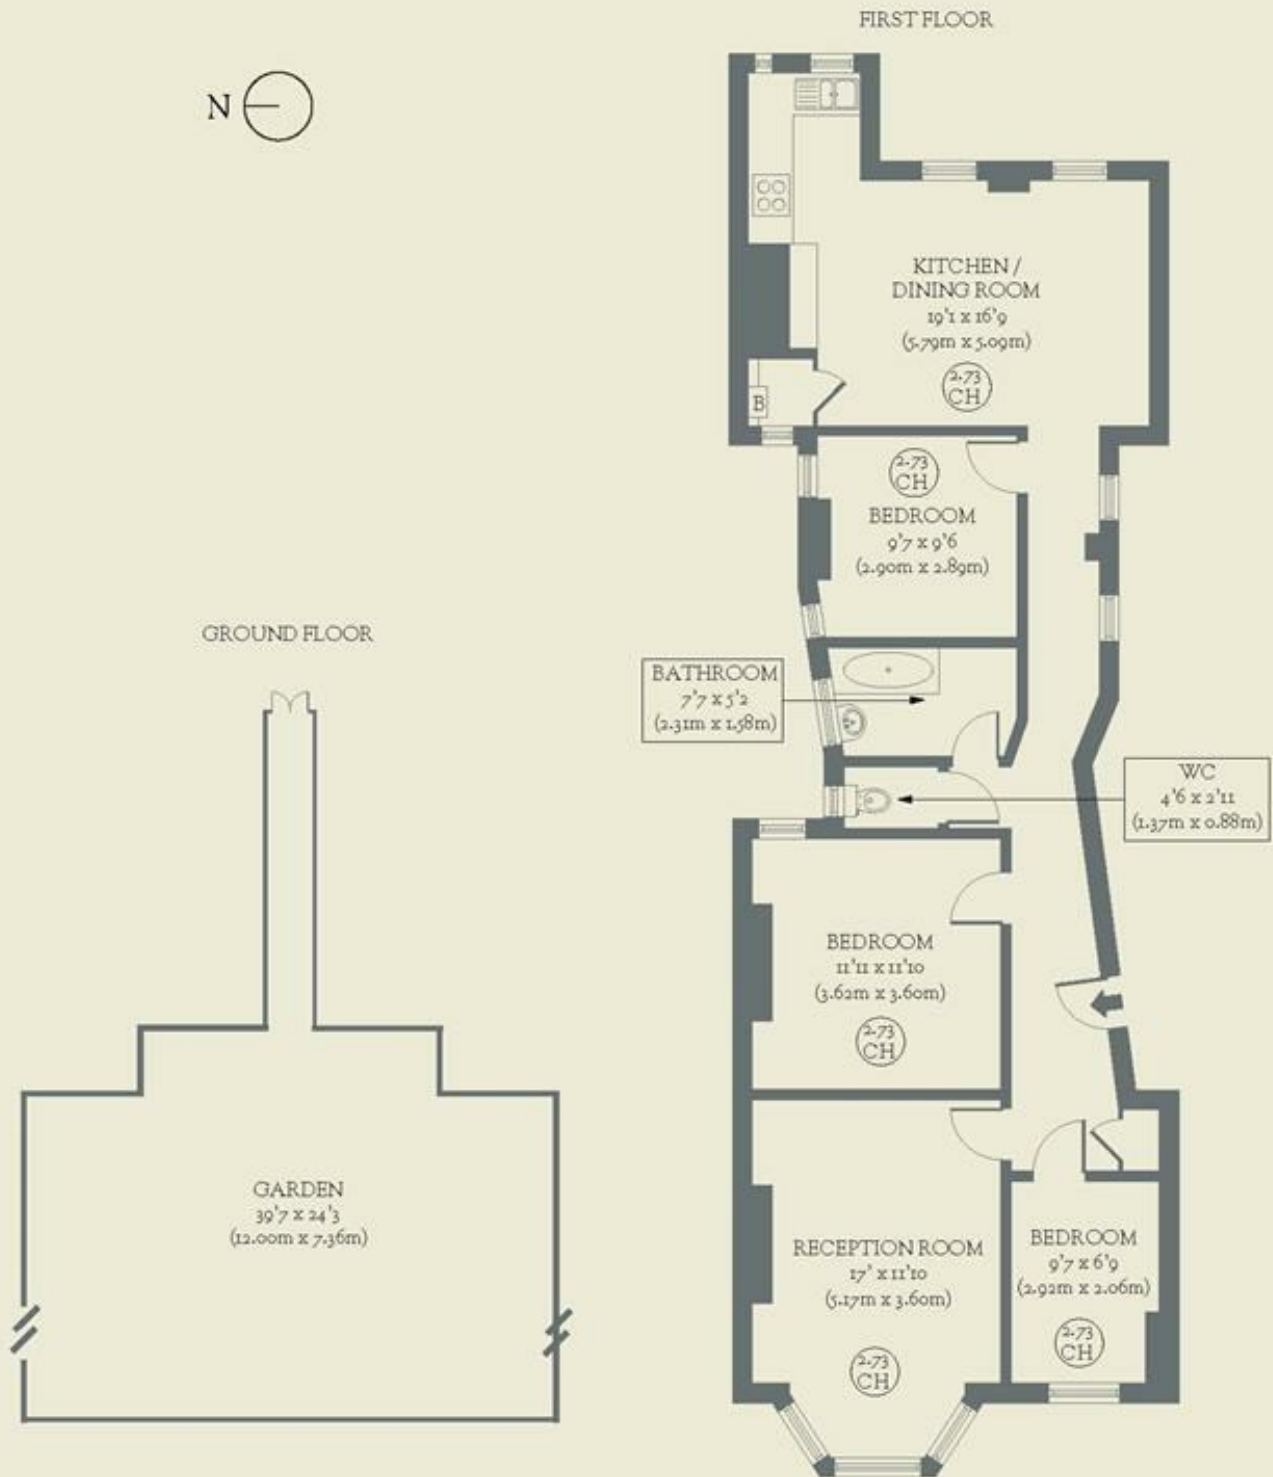 FIRST FLOOR
N
KITCHEN /
DINING ROOM
19'1 x 16'9
(5.79m x 5.09m)
2.73
CH
B
2.73
CH
BEDROOM
9'7 x 9'6
(2.90m x 2.89m)
GROUND FLOOR
BATHROOM
7'7 x 5'2
(2.31m x 1.58m)
WC
4'6 x 2'11
(1.37m x 0.88m)
BEDROOM
11'11 x 11'10
(3.62m x 3.60m)
2.73
CH
GARDEN
39'7 x 24'3
(12.00m x 7.36m)
RECEPTION ROOM
17' x 11'10
(5.17m x 3.60m)
2.73
CH
BEDROOM
9'7 x 6'9
(2.92m x 2.06m)
2.73
CH